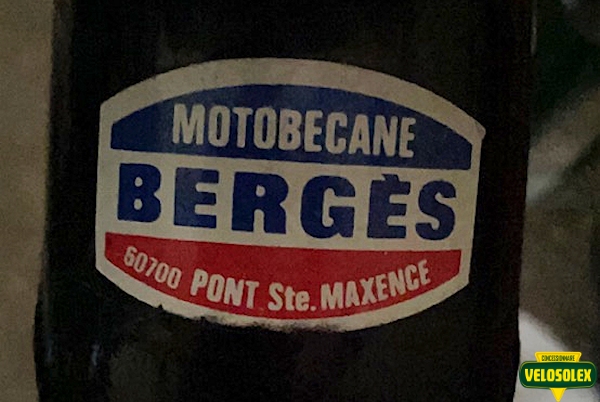 MOTOBECANE
BERGÈS
60700 PONT Ste. MAXENCE
CONCESSIONNAIRE
VELOSOLEX